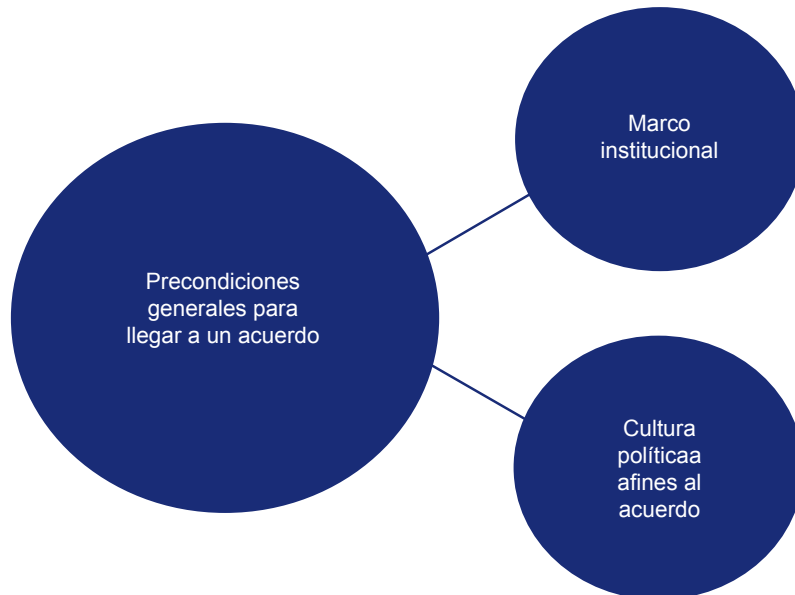 Precondiciones
generales para
llegar a un acuerdo
Marco
institucional
Cultura
políticaa
afines al
acuerdo